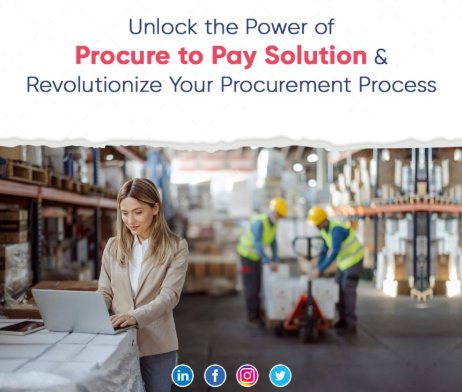 Unlock the Power of
Procure to Pay Solution &
Revolutionize Your Procurement Process